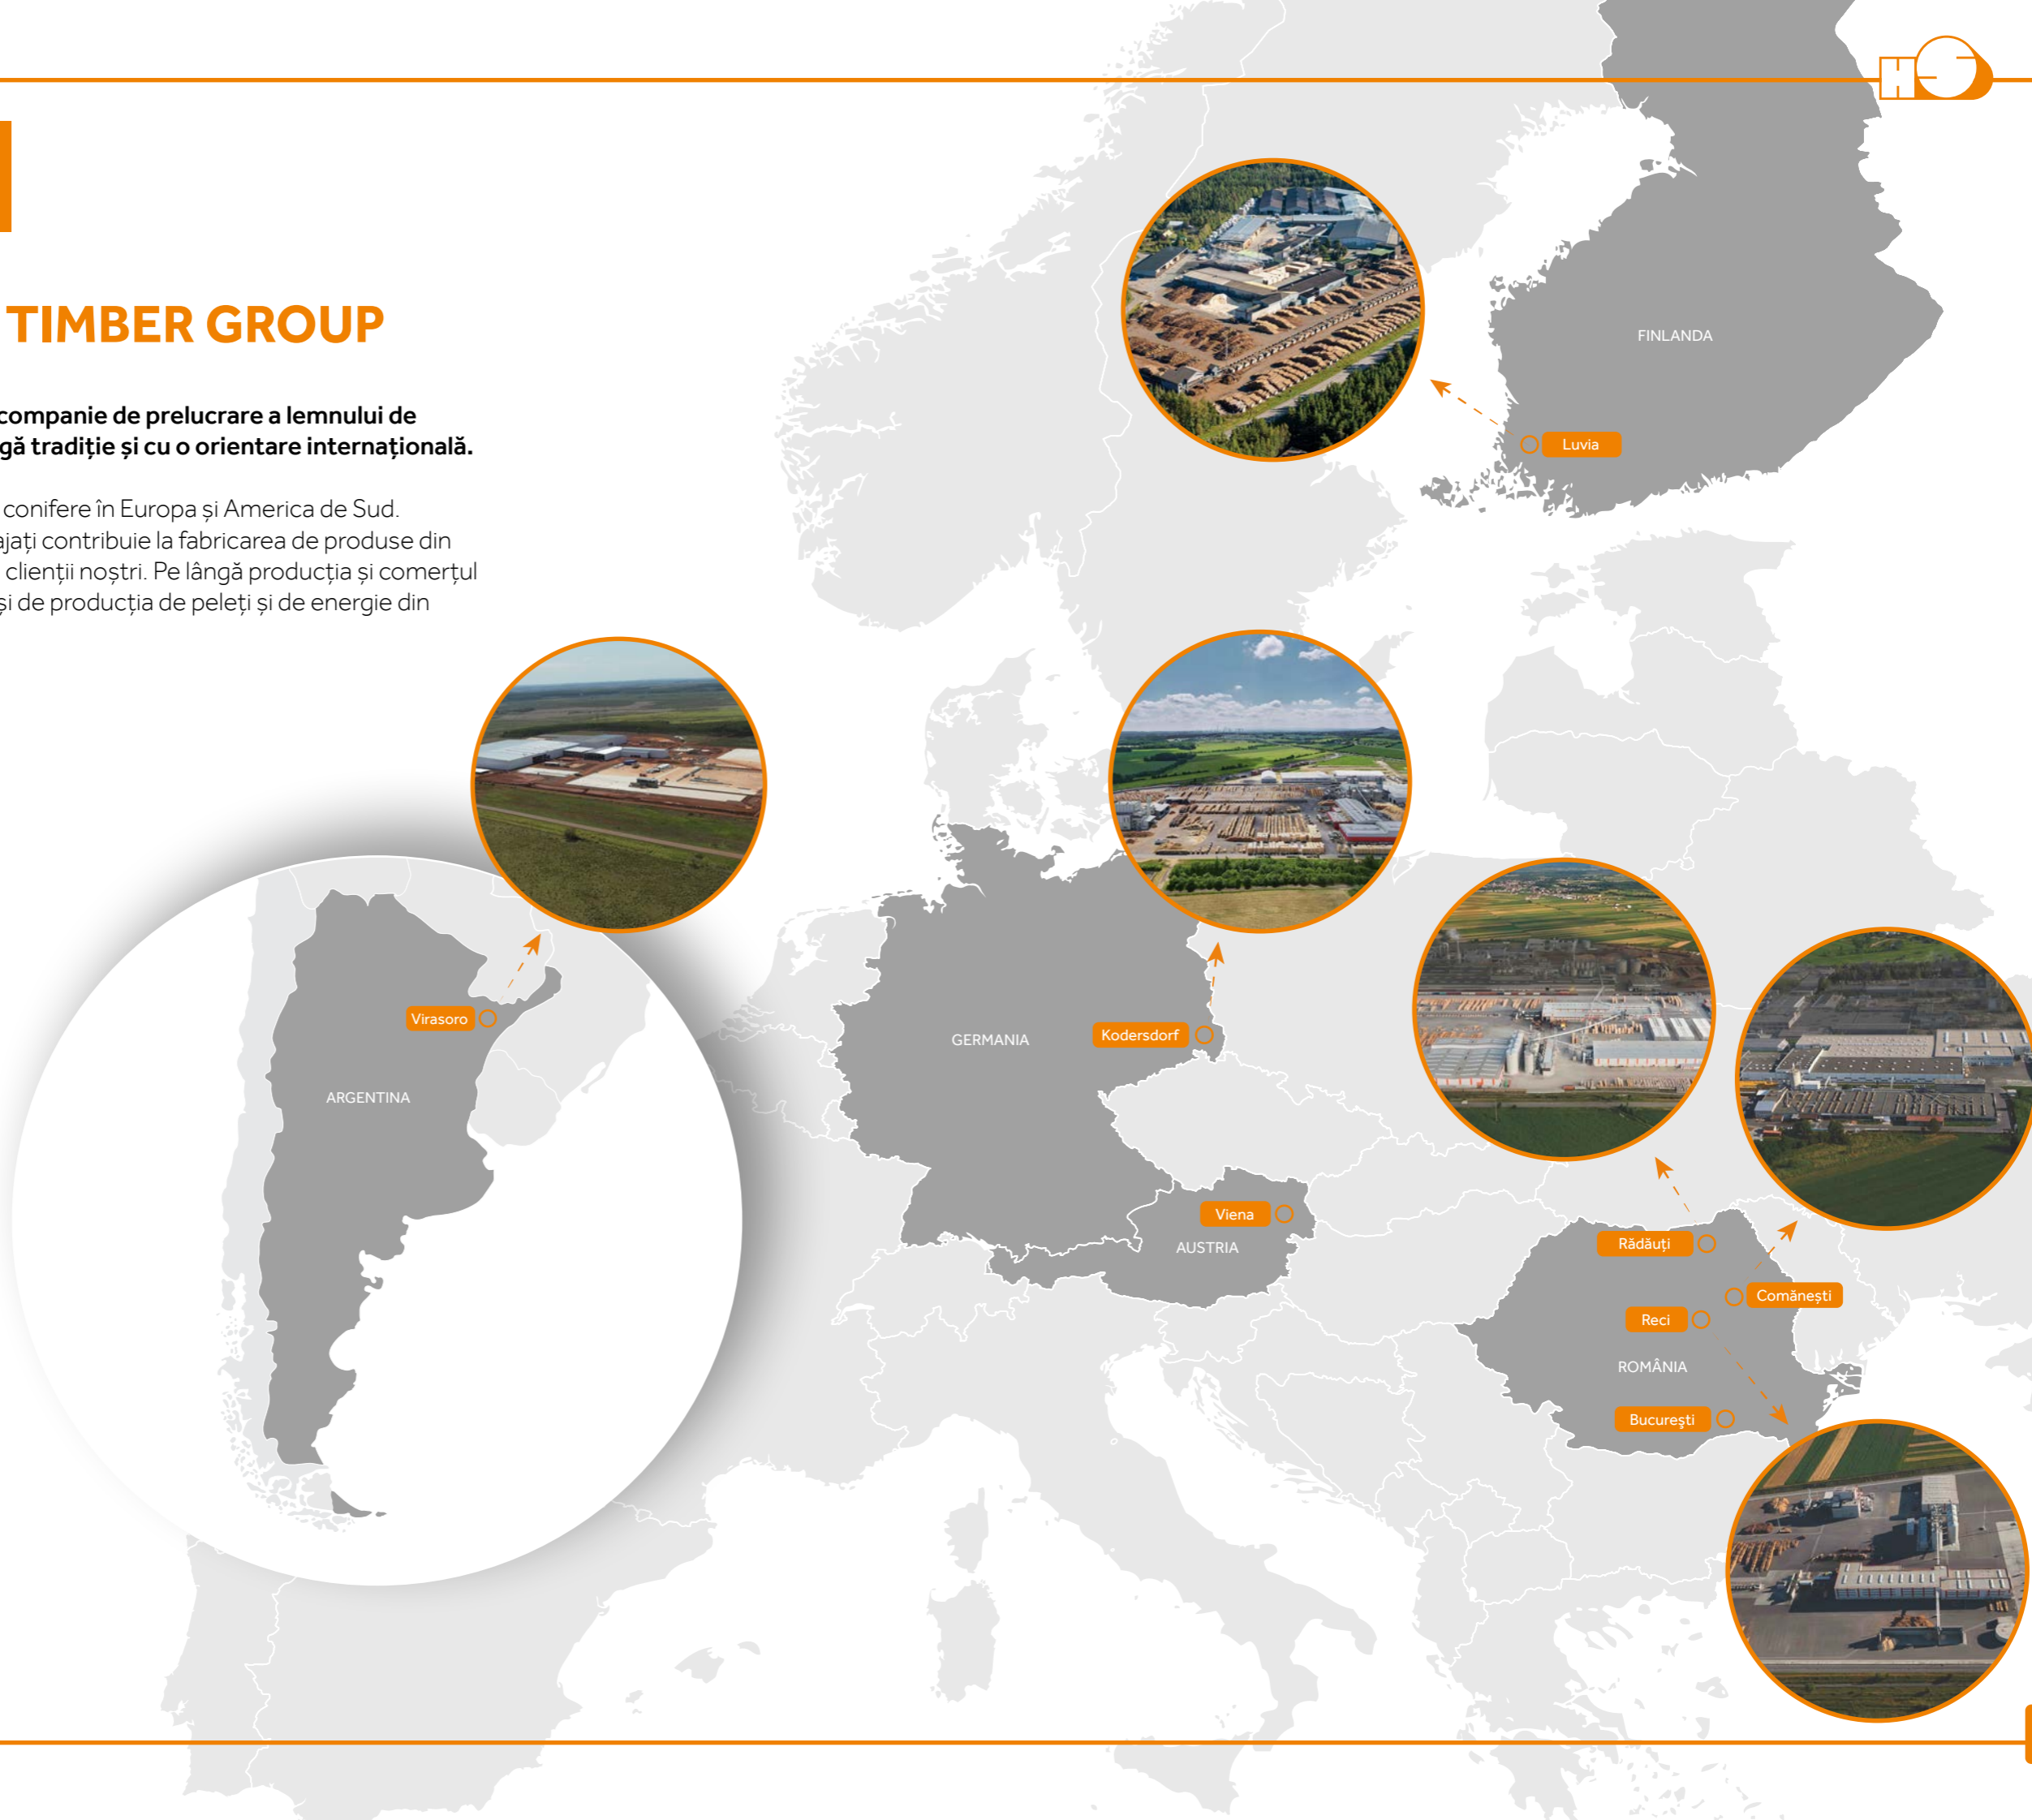 HS
TIMBER GROUP
companie de prelucrare a lemnului de
gă tradiție și cu o orientare internațională.
conifere în Europa și America de Sud.
ajați contribuie la fabricarea de produse din
clienții noștri. Pe lângă producția și comerțul
și de producția de peleți și de energie din
FINLANDA
Luvia
Virasoro
ARGENTINA
GERMANIA
Kodersdorf
Viena
AUSTRIA
Rădăuți
Comănești
Reci
ROMÂNIA
Bucureşti